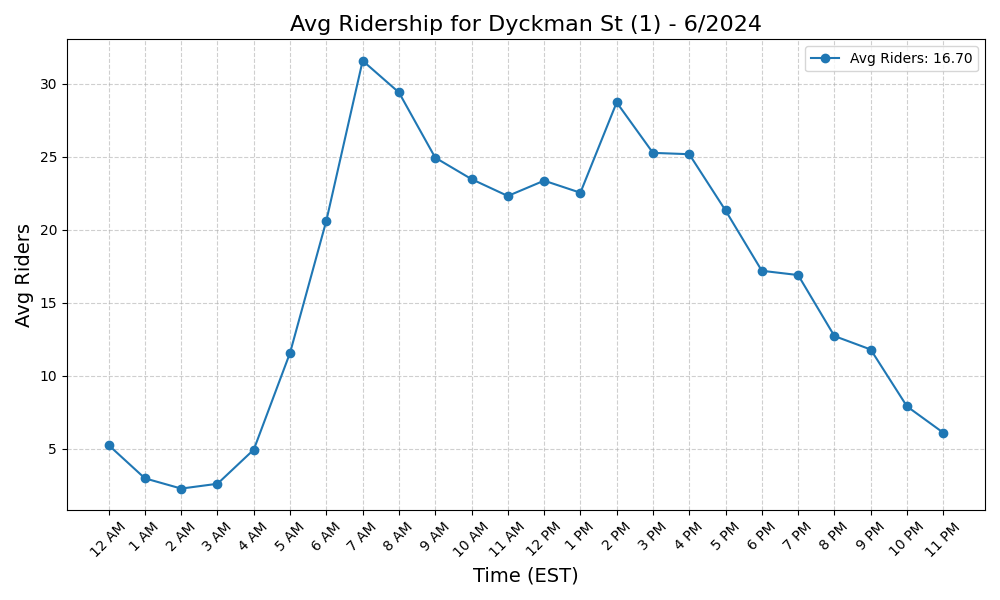 Avg Ridership for Dyckman St (1) - 6/2024
Avg Riders: 16.70
Avg Riders
30
25
20
15
10
5
12 AM
1 AM
2 AM
3 AM
4 AM
5 AM
6 AM
7 AM
8 AM
9 AM
10 AM
11 AM
12 PM
1 PM
2 PM
3 PM
4 PM
5 PM
6 PM
7 PM
8 PM
9 PM
10 PM
11 PM
Time (EST)